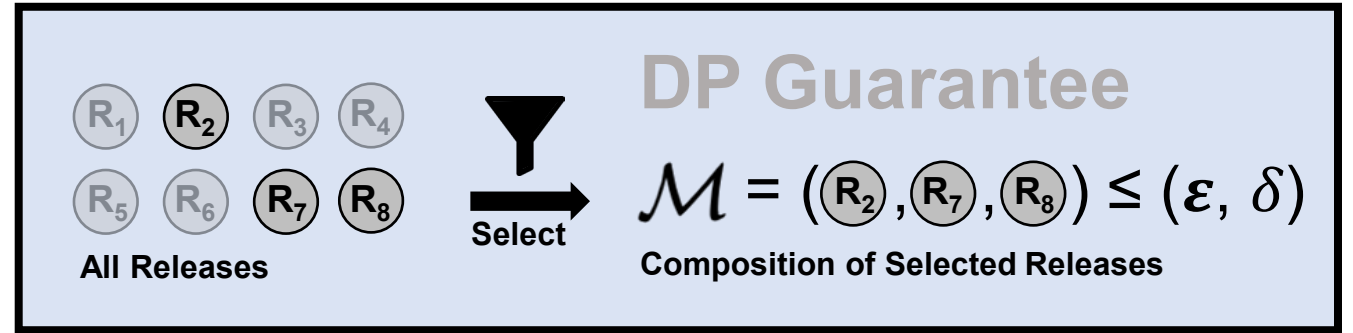 R₁ R₂ R₃ R₄
R₅ R₆ R₇ R₈
All Releases
Select
DP Guarantee
ℳ = (R₂,R₇,R₈) ≤ (ε, δ)
Composition of Selected Releases